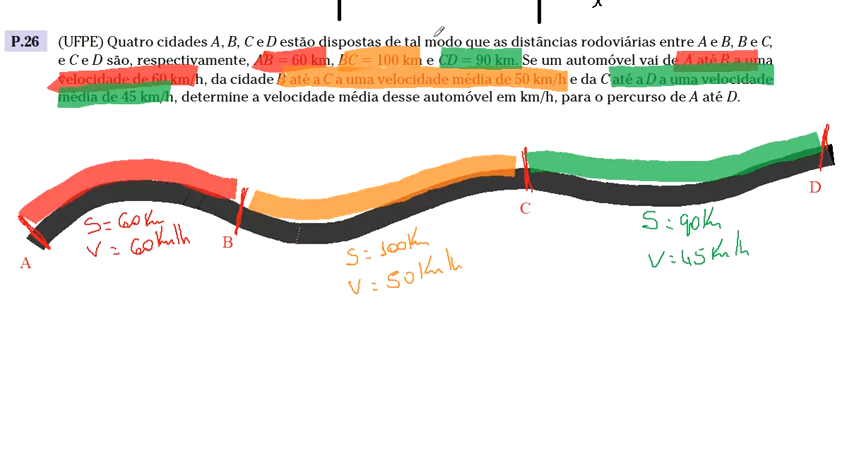 P.26 (UFPE) Quatro cidades A, B, C e D estão dispostas de tal modo que as distâncias rodoviárias entre A e B, B e C,
e C e D são, respectivamente, AB = 60 km, BC = 100 km e CD = 90 km. Se um automóvel vai de A até B a uma
velocidade de 60 km/h, da cidade B até a C a uma velocidade média de 50 km/h e da C até a D a uma velocidade
média de 45 km/h, determine a velocidade média desse automóvel em km/h, para o percurso de A até D.
A
S = 60 Km
V = 60 Km/h
B
S = 100 Km
V = 50 Km/h
C
S = 90 Km
V = 45 Km/h
D